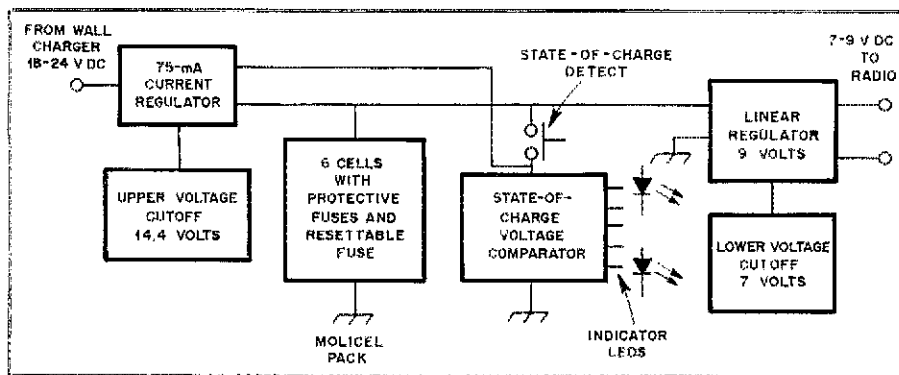 FROM WALL
CHARGER
18-24 V DC
75-mA
CURRENT
REGULATOR
UPPER VOLTAGE
CUTOFF
14.4 VOLTS
6 CELLS
WITH
PROTECTIVE
FUSES AND
RESETTABLE
FUSE
MOLICEL
PACK
STATE-OF-CHARGE
DETECT
STATE-OF-
CHARGE
VOLTAGE
COMPARATOR
INDICATOR
LEDS
7-9 V DC
TO
RADIO
LINEAR
REGULATOR
9 VOLTS
LOWER VOLTAGE
CUTOFF
7 VOLTS